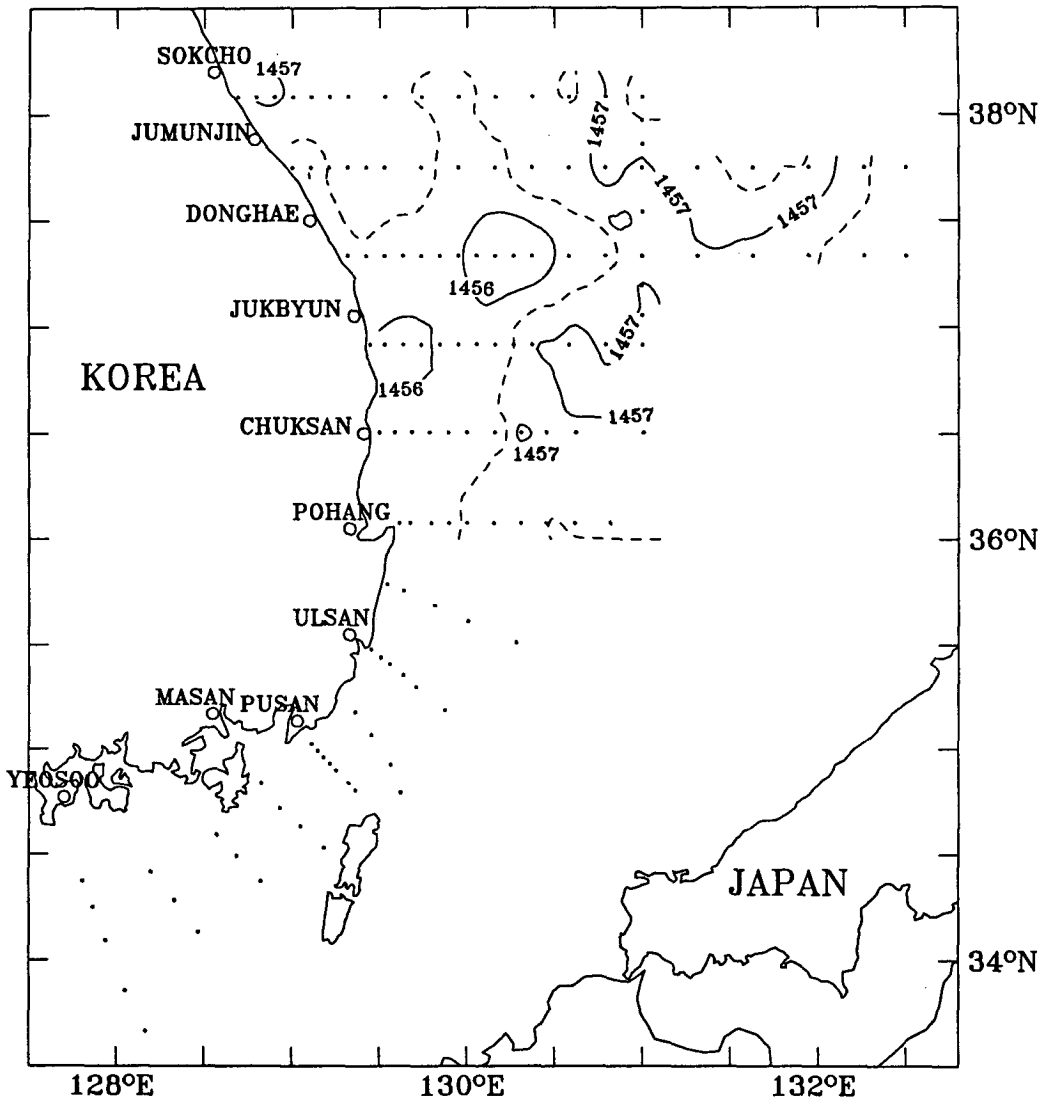 SOKCHO
1457
38°N
JUMUNJIN
1457
1457
1457
DONGHAE
1456
JUKBYUN
1457
KOREA
1456
1457
CHUKSAN
1457
POHANG
36°N
ULSAN
MASAN
PUSAN
YEOSOO
JAPAN
34°N
128°E
130°E
132°E